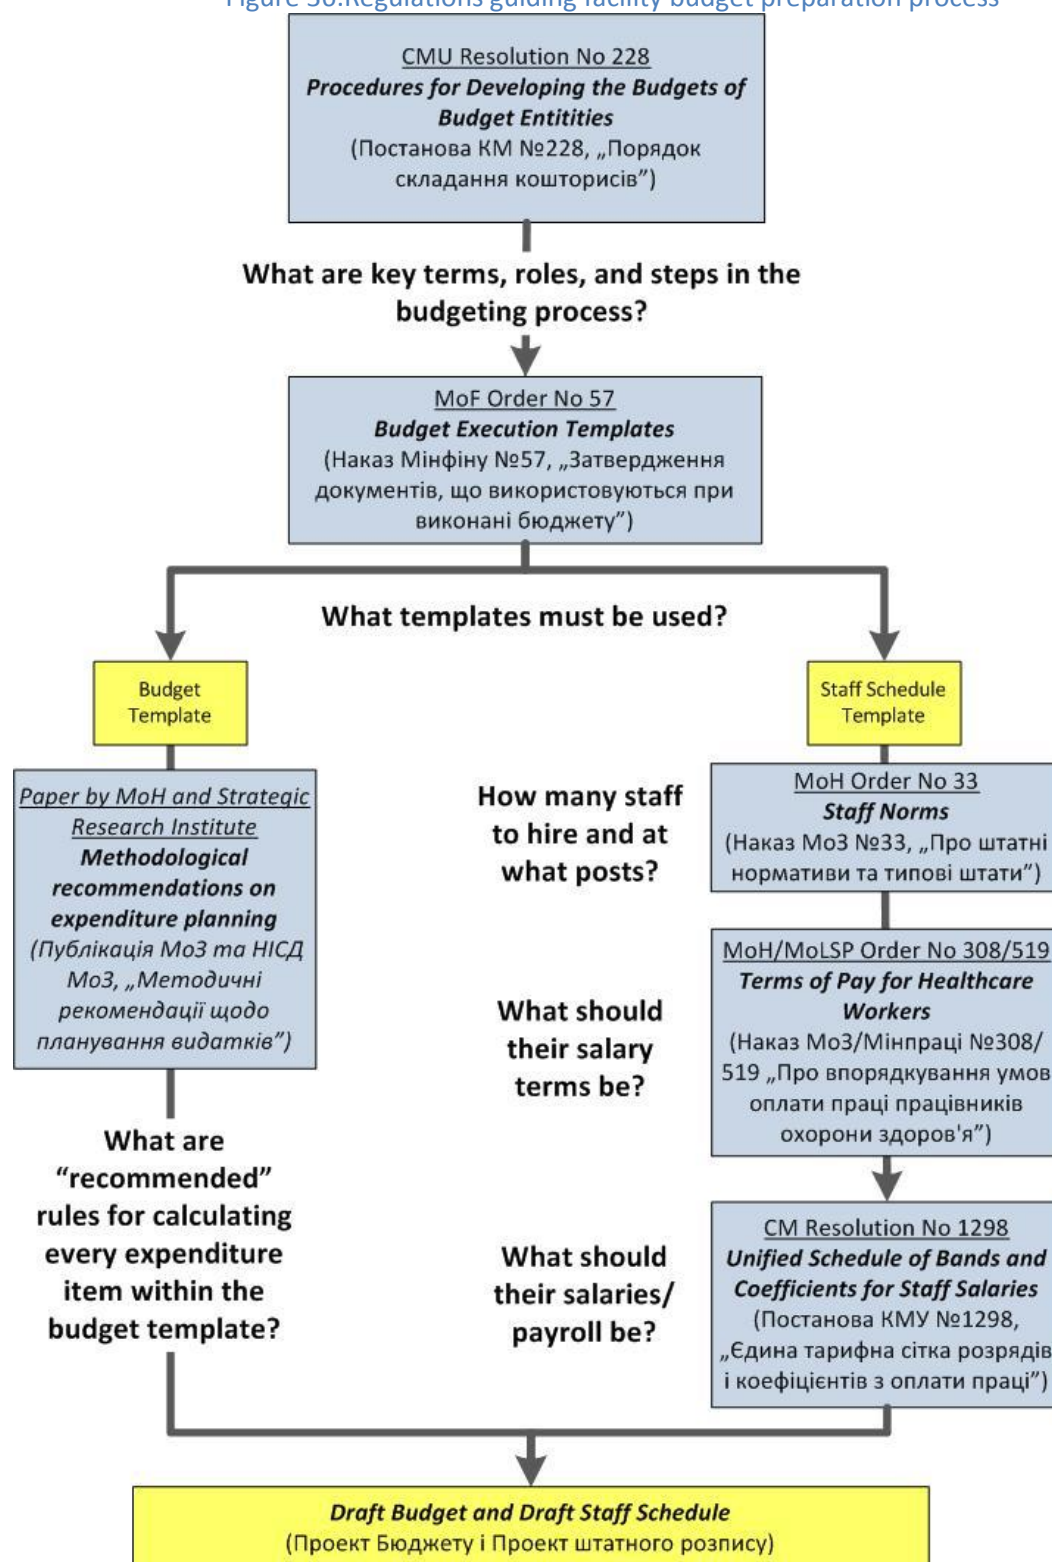 Figure 30.Regulations guiding facility budget preparation process
CMU Resolution No 228
Procedures for Developing the Budgets of
Budget Entitities
(Постанова КМ №228, „Порядок
складання кошторисів”)
What are key terms, roles, and steps in the
budgeting process?
MoF Order No 57
Budget Execution Templates
(Наказ Мінфіну №57, „Затвердження
документів, що використовуються при
виконані бюджету”)
What templates must be used?
Budget
Template
Staff Schedule
Template
Paper by MoH and Strategic
Research Institute
Methodological
recommendations on
expenditure planning
(Публікація МоЗ та НІСД
МоЗ, „Методичні
рекомендації щодо
планування видатків”)
How many staff
to hire and at
what posts?
MoH Order No 33
Staff Norms
(Наказ МоЗ №33, „Про штатні
нормативи та типові штати”)
What should
their salary
terms be?
MoH/MoLSP Order No 308/519
Terms of Pay for Healthcare
Workers
(Наказ МоЗ/Мінпраці №308/
519 „Про впорядкування умов
оплати праці працівників
охорони здоров'я”)
What are
“recommended”
rules for calculating
every expenditure
item within the
budget template?
What should
their salaries/
payroll be?
CM Resolution No 1298
Unified Schedule of Bands and
Coefficients for Staff Salaries
(Постанова КМУ №1298,
„Єдина тарифна сітка розрядів
і коефіцієнтів з оплати праці”)
Draft Budget and Draft Staff Schedule
(Проект Бюджету і Проект штатного розпису)